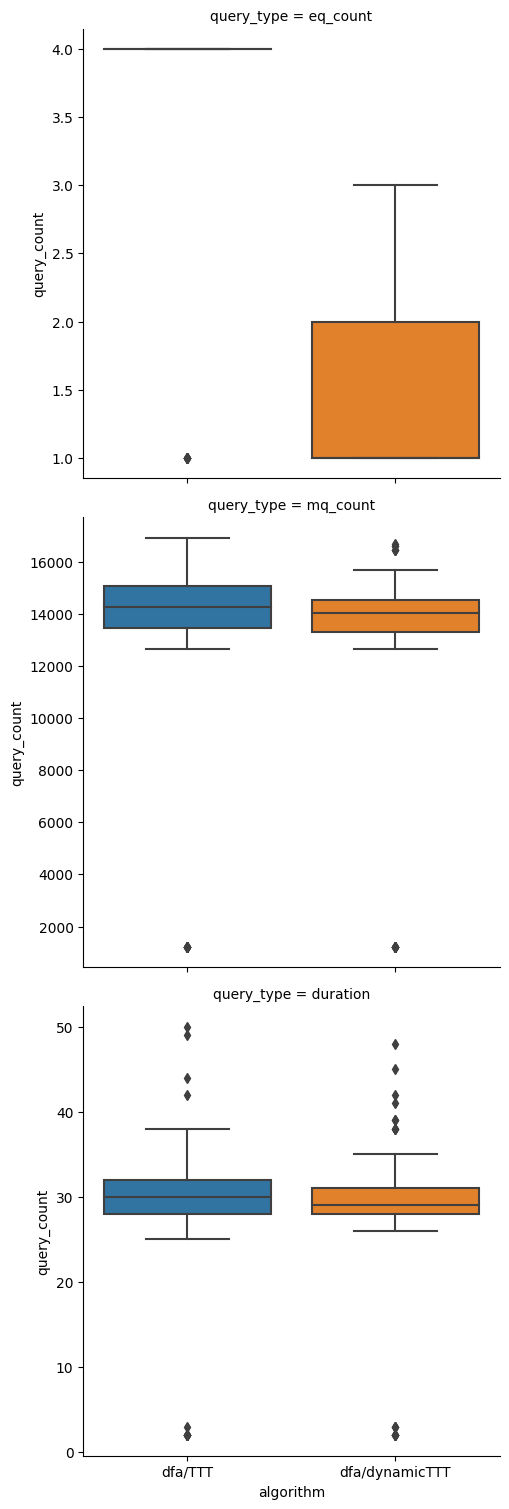 query_type = eq_count
4.0
3.5
3.0
2.5
2.0
1.5
1.0
query_count
query_type = mq_count
16000
14000
12000
10000
8000
6000
4000
2000
query_count
query_type = duration
50
40
30
20
10
0
query_count
dfa/TTT
dfa/dynamicTTT
algorithm